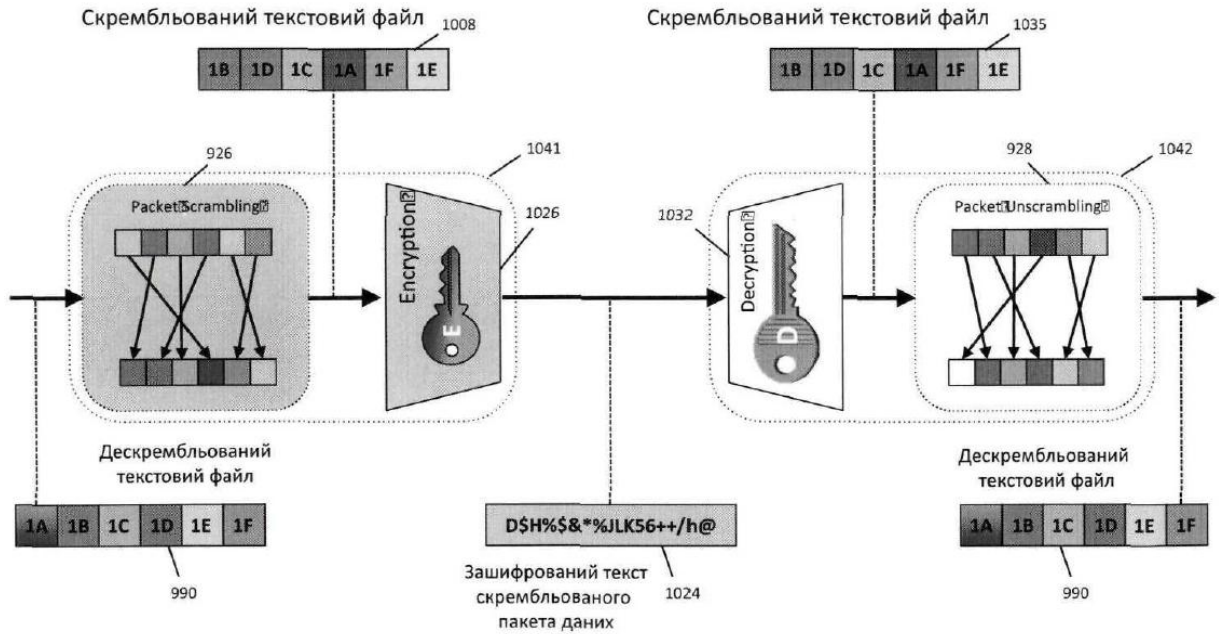 Скрембльований текстовий файл
1008
1B 1D 1C 1A 1F 1E
Скрембльований текстовий файл
1035
1B 1D 1C 1A 1F 1E
926
1041
Packet Scrambling
Encryption
E
1026
1032
Decryption
D
928
1042
Packet Unscrambling
Дескрембльований
текстовий файл
1A 1B 1C 1D 1E 1F
990
D$H%$&*%JLK56++/h@
Зашифрований текст
скрембльованого
пакета даних
1024
Дескрембльований
текстовий файл
1A 1B 1C 1D 1E 1F
990